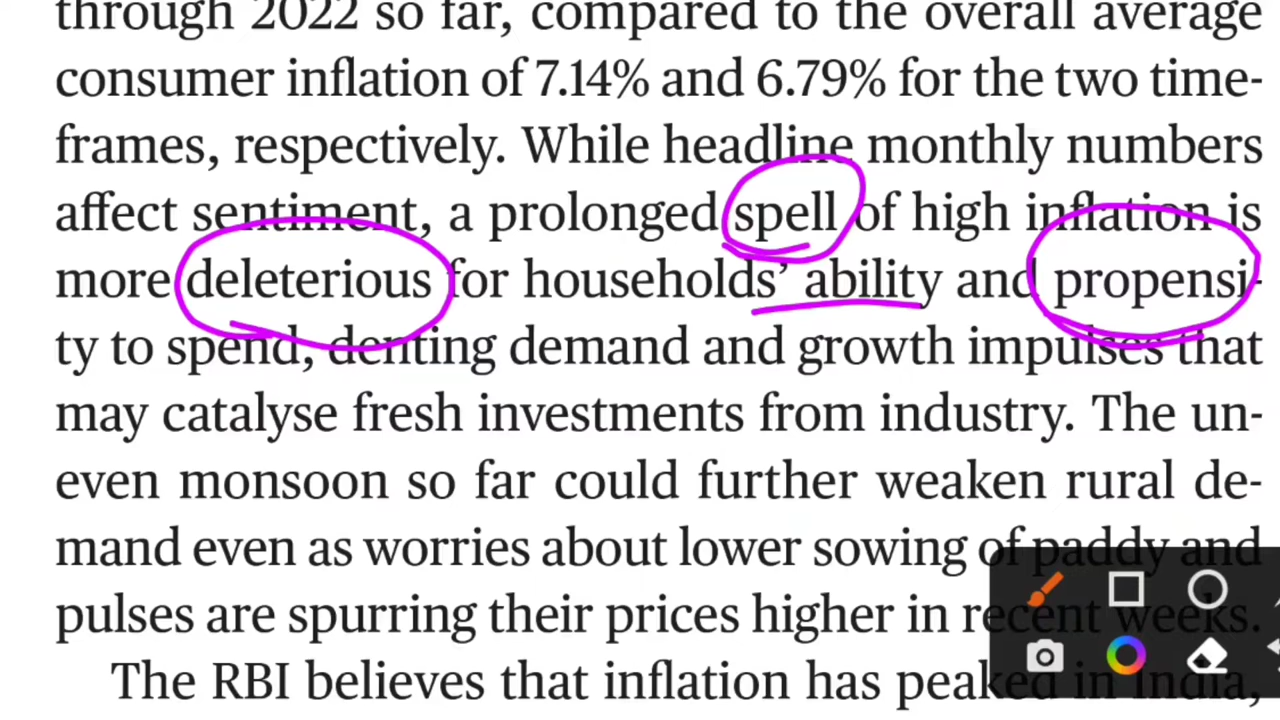 through 2022 so far, compared to the overall average
consumer inflation of 7.14% and 6.79% for the two time-
frames, respectively. While headline monthly numbers
affect sentiment, a prolonged spell of high inflation is
more deleterious for households’ ability and propensi-
ty to spend, denting demand and growth impulses that
may catalyse fresh investments from industry. The un-
even monsoon so far could further weaken rural de-
mand even as worries about lower sowing of paddy and
pulses are spurring their prices higher in recent weeks.
The RBI believes that inflation has peaked in India,